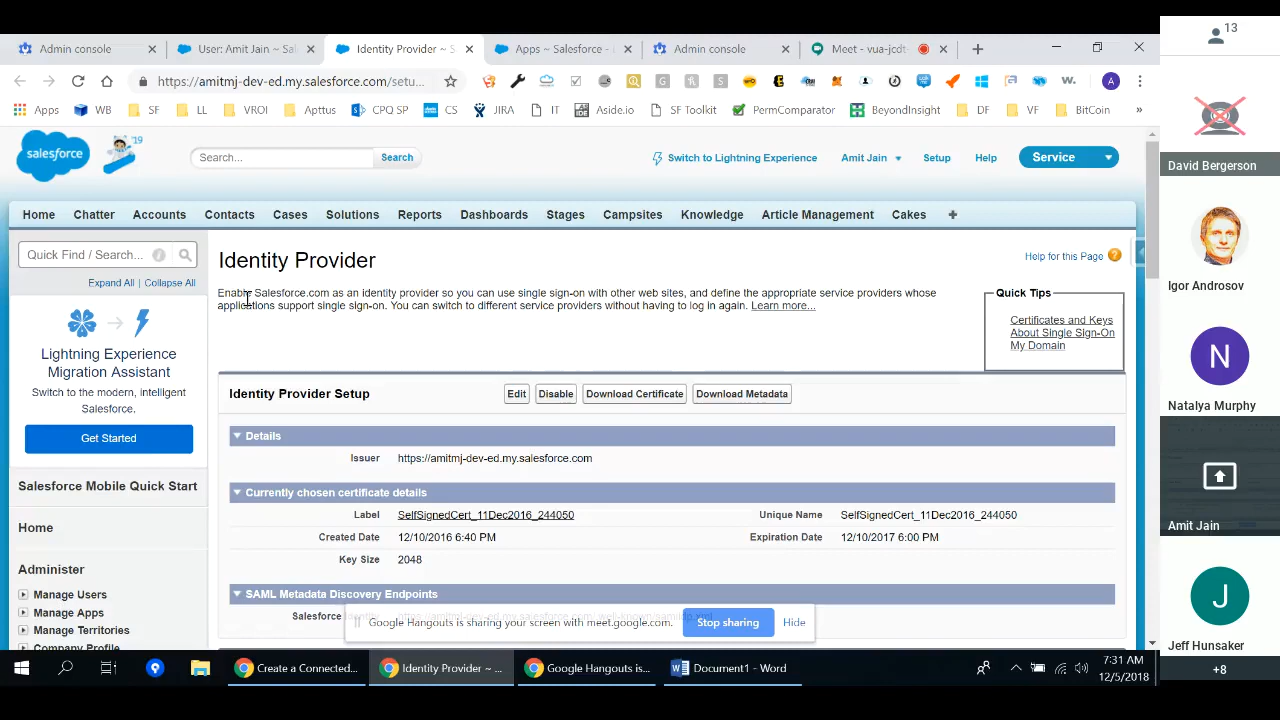 Admin console
User: Amit Jain ~ Sal
Identity Provider ~ S
Apps ~ Salesforce -
Admin console
Meet - vua-jcdt
13
https://amitmj-dev-ed.my.salesforce.com/setu...
A
Apps
WB
SF
LL
VROI
Apttus
CPQ SP
CS
JIRA
IT
Aside.io
SF Toolkit
PermComparator
BeyondInsight
DF
VF
BitCoin
»
salesforce
'19
Search...
Search
Switch to Lightning Experience
Amit Jain
Setup
Help
Service
David Bergerson
Home
Chatter
Accounts
Contacts
Cases
Solutions
Reports
Dashboards
Stages
Campsites
Knowledge
Article Management
Cakes
Quick Find / Search...
Expand All | Collapse All
Identity Provider
Help for this Page
Enable Salesforce.com as an identity provider so you can use single sign-on with other web sites, and define the appropriate service providers whose
applications support single sign-on. You can switch to different service providers without having to log in again. Learn more...
Quick Tips
Certificates and Keys
About Single Sign-On
My Domain
Igor Androsov
Lightning Experience
Migration Assistant
Switch to the modern, intelligent
Salesforce.
Get Started
N
Natalya Murphy
Identity Provider Setup
Edit
Disable
Download Certificate
Download Metadata
Details
Issuer
https://amitmj-dev-ed.my.salesforce.com
Currently chosen certificate details
Label
SelfSignedCert_11Dec2016_244050
Unique Name
SelfSignedCert_11Dec2016_244050
Created Date
12/10/2016 6:40 PM
Expiration Date
12/10/2017 6:00 PM
Key Size
2048
SAML Metadata Discovery Endpoints
Salesforce Identity
Salesforce Mobile Quick Start
Home
Administer
Manage Users
Manage Apps
Manage Territories
Company Profile
Amit Jain
J
Jeff Hunsaker
+8
Google Hangouts is sharing your screen with meet.google.com.
Stop sharing
Hide
Create a Connected...
Identity Provider ~ ...
Google Hangouts is...
Document1 - Word
7:31 AM
12/5/2018